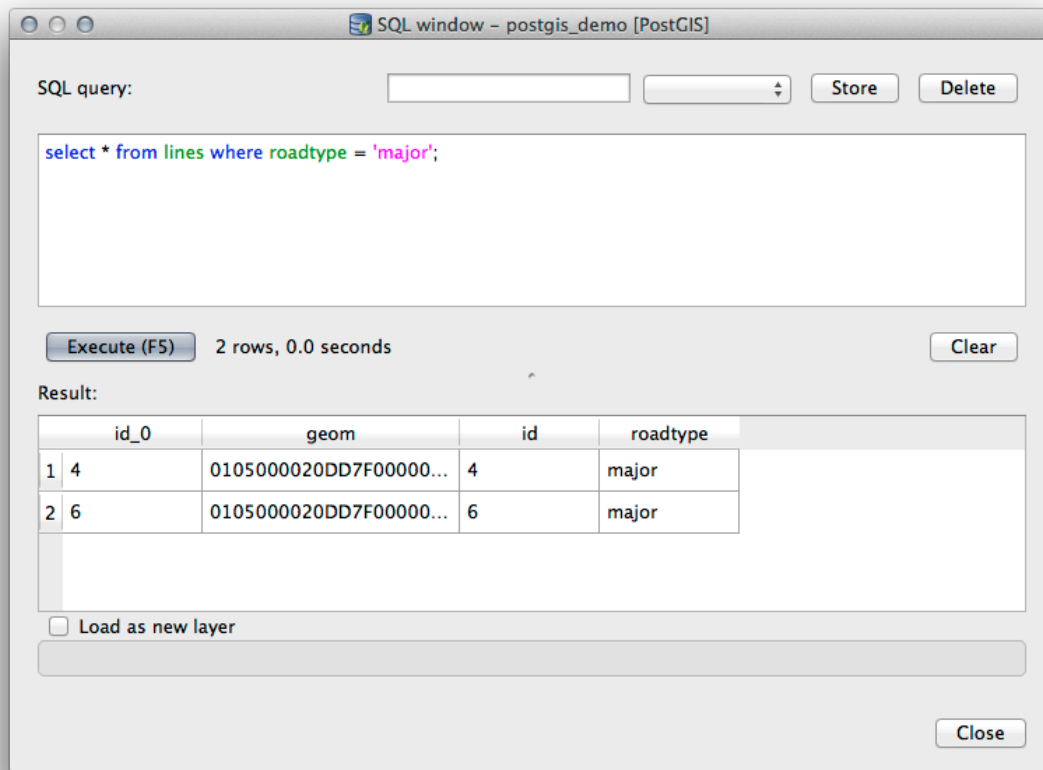 SQL window – postgis_demo [PostGIS]
SQL query:
Store
Delete
select * from lines where roadtype = 'major';
Execute (F5)
2 rows, 0.0 seconds
Clear
Result:
id_0 geom id roadtype
1 4 0105000020DD7F00000... 4 major
2 6 0105000020DD7F00000... 6 major
Load as new layer
Close